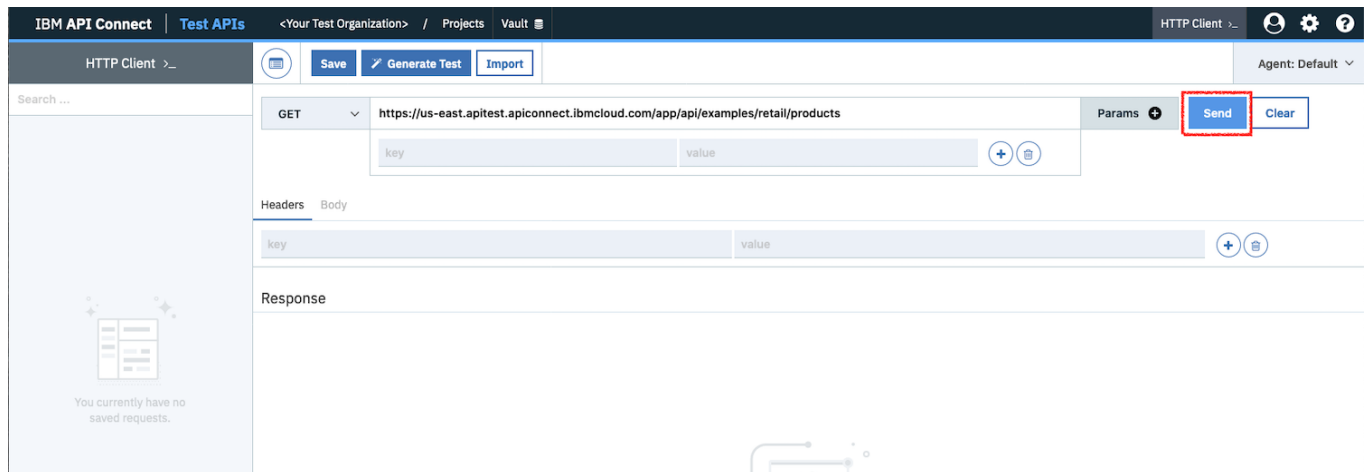 IBM API Connect | Test APIs <Your Test Organization> / Projects Vault HTTP Client >_
HTTP Client >_ Save Generate Test Import Agent: Default
Search ...
GET https://us-east.apitest.apiconnect.ibmcloud.com/app/api/examples/retail/products Params Send Clear
key value
Headers Body
key value
Response
You currently have no
saved requests.